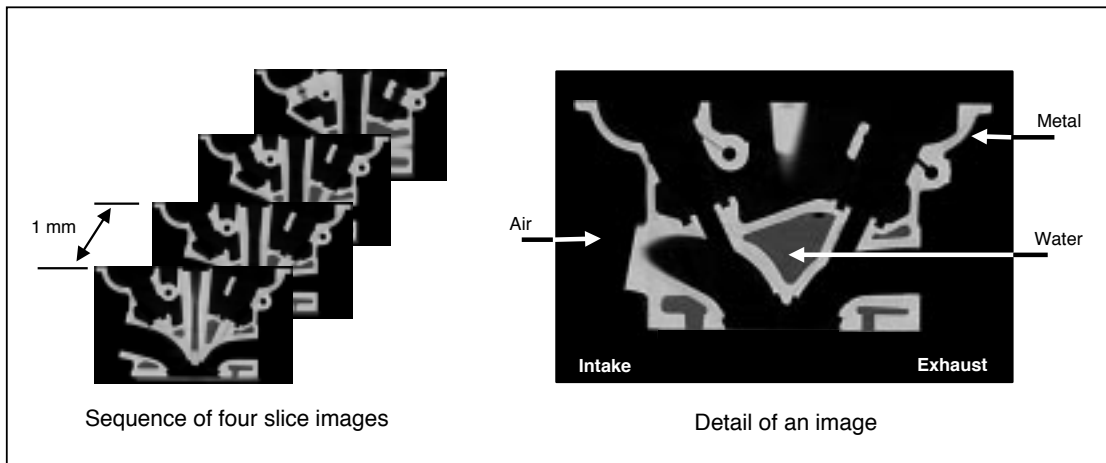 1 mm
Sequence of four slice images
Metal
Air
Water
Intake
Exhaust
Detail of an image